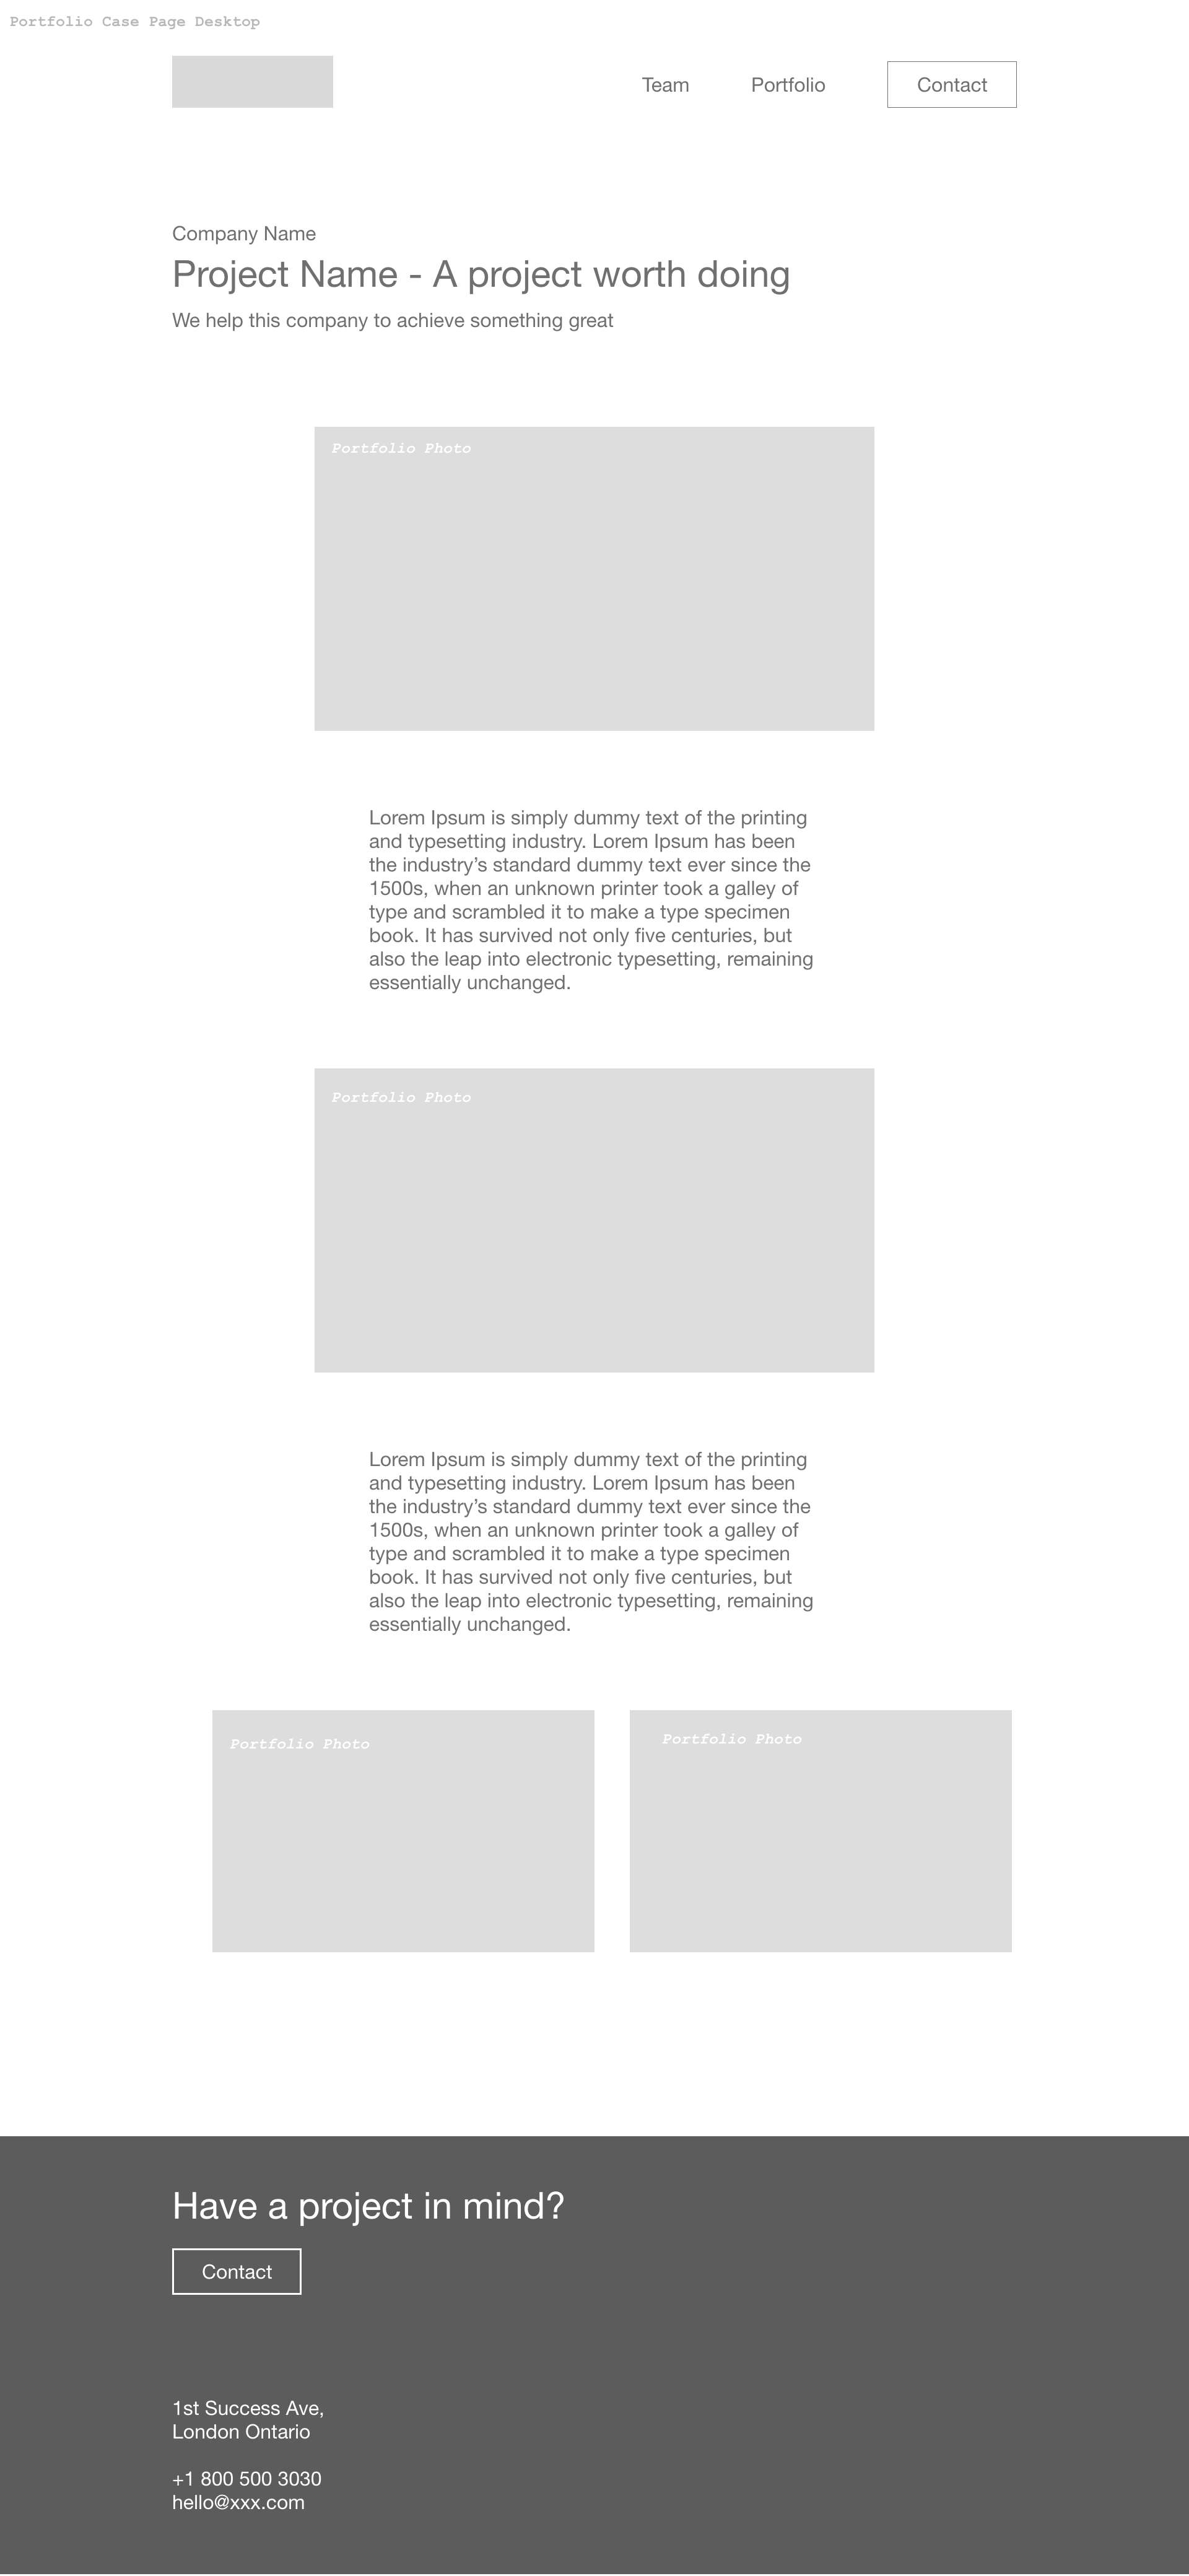 Portfolio Case Page Desktop
Team Portfolio Contact
Company Name
Project Name - A project worth doing
We help this company to achieve something great
Portfolio Photo
Lorem Ipsum is simply dummy text of the printing
and typesetting industry. Lorem Ipsum has been
the industry’s standard dummy text ever since the
1500s, when an unknown printer took a galley of
type and scrambled it to make a type specimen
book. It has survived not only five centuries, but
also the leap into electronic typesetting, remaining
essentially unchanged.
Portfolio Photo
Lorem Ipsum is simply dummy text of the printing
and typesetting industry. Lorem Ipsum has been
the industry’s standard dummy text ever since the
1500s, when an unknown printer took a galley of
type and scrambled it to make a type specimen
book. It has survived not only five centuries, but
also the leap into electronic typesetting, remaining
essentially unchanged.
Portfolio Photo
Portfolio Photo
Have a project in mind?
Contact
1st Success Ave,
London Ontario
+1 800 500 3030
hello@xxx.com